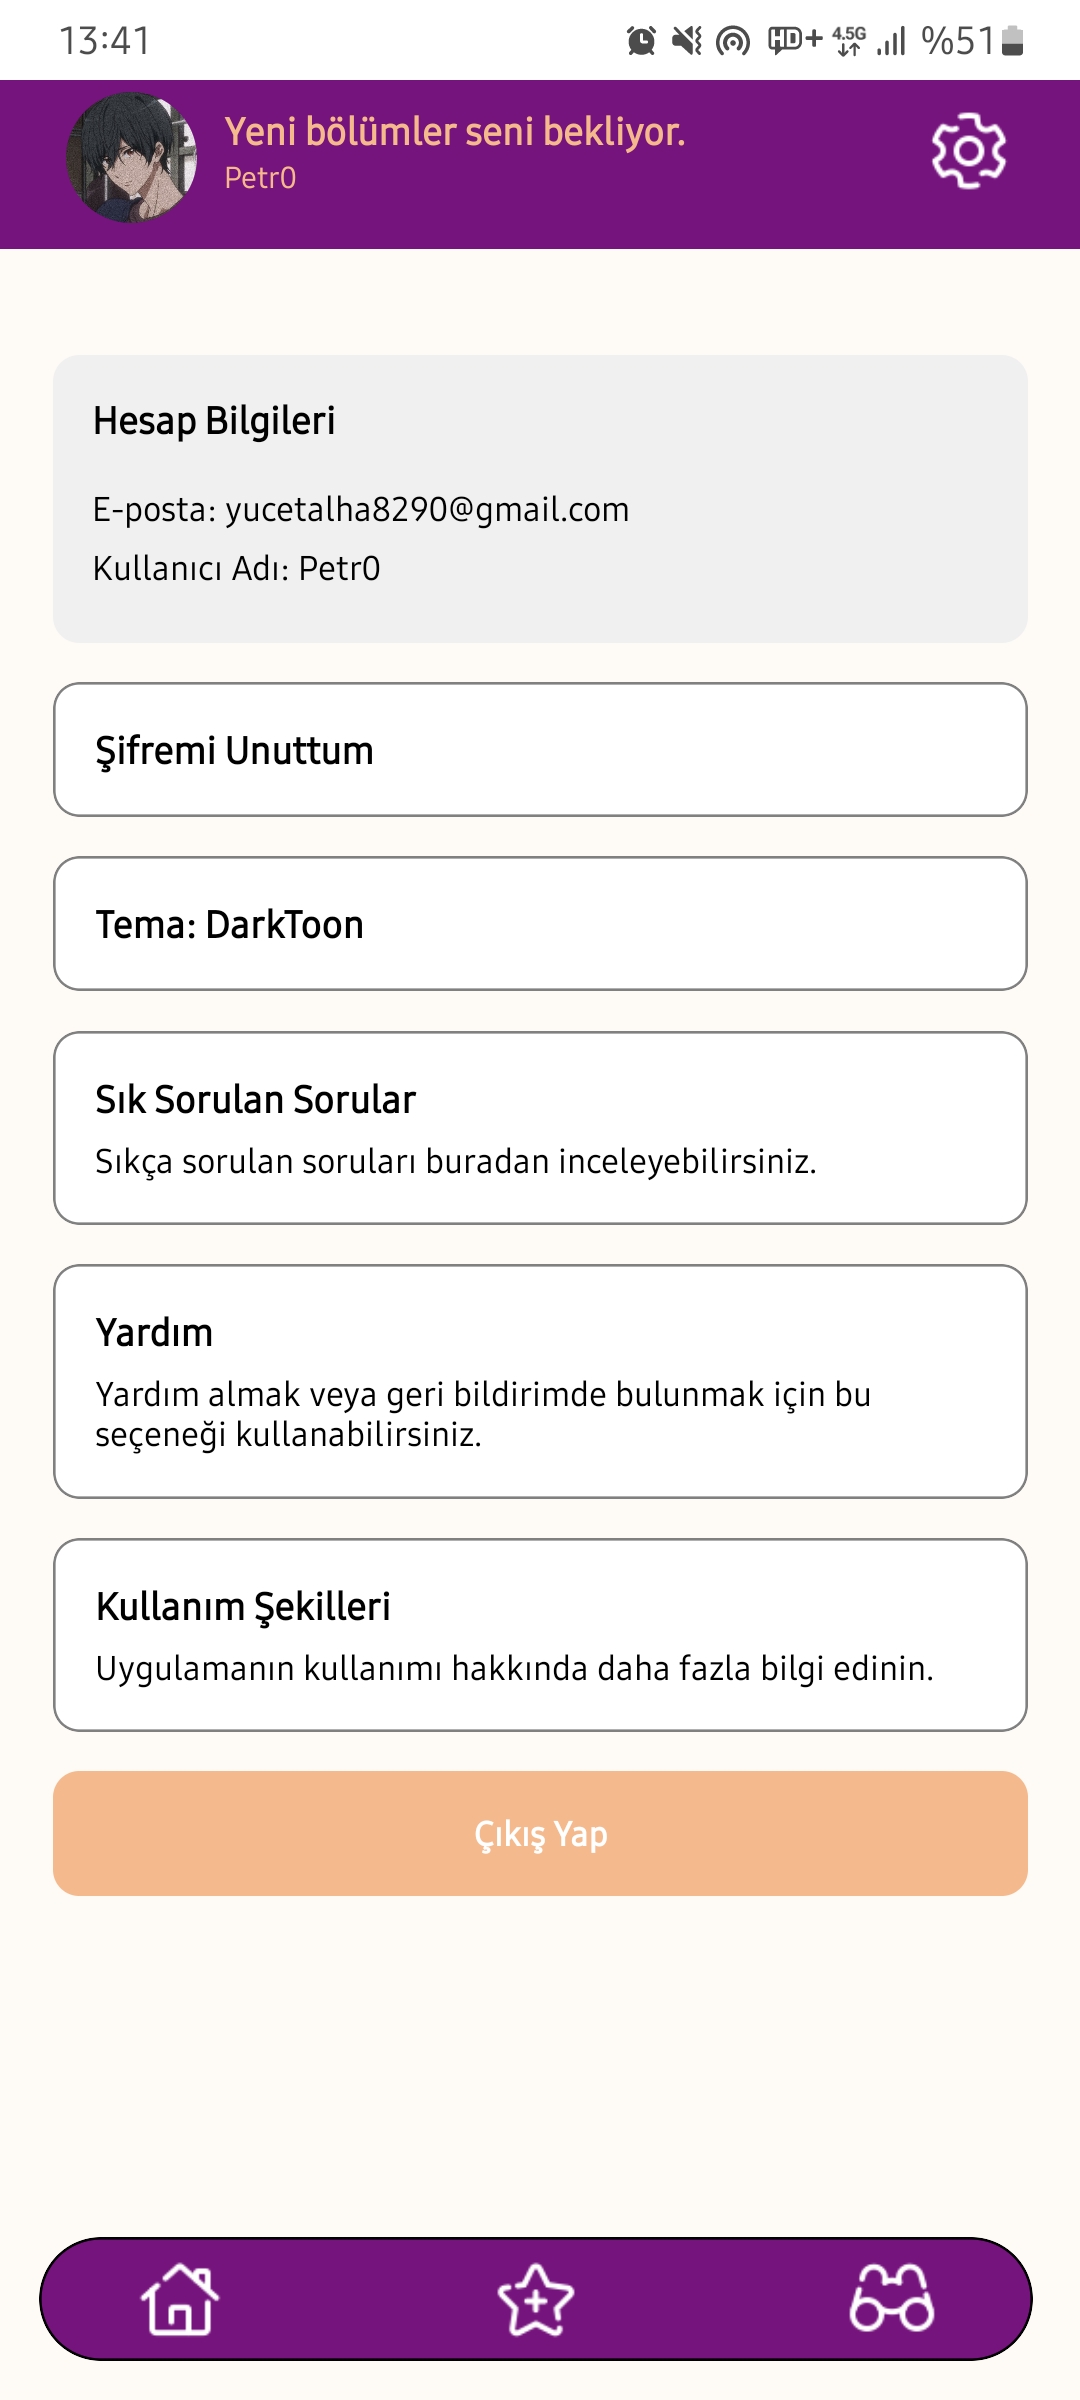 13:41
HD+ 4.5G %51
Yeni bölümler seni bekliyor.
Petr0
Hesap Bilgileri
E-posta: yucetalha8290@gmail.com
Kullanıcı Adı: Petr0
Şifremi Unuttum
Tema: DarkToon
Sık Sorulan Sorular
Sıkça sorulan soruları buradan inceleyebilirsiniz.
Yardım
Yardım almak veya geri bildirimde bulunmak için bu
seçeneği kullanabilirsiniz.
Kullanım Şekilleri
Uygulamanın kullanımı hakkında daha fazla bilgi edinin.
Çıkış Yap